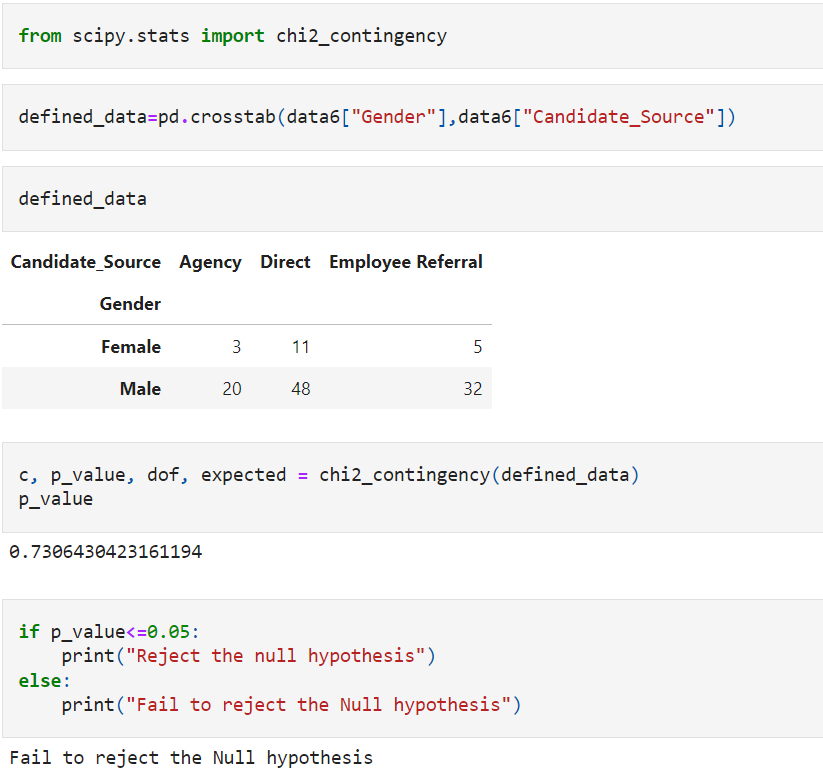 from scipy.stats import chi2_contingency
defined_data=pd.crosstab(data6["Gender"],data6["Candidate_Source"])
defined_data
Candidate_Source Agency Direct Employee Referral
Gender
Female 3 11 5
Male 20 48 32
c, p_value, dof, expected = chi2_contingency(defined_data)
p_value
0.7306430423161194
if p_value<=0.05:
    print("Reject the null hypothesis")
else:
    print("Fail to reject the Null hypothesis")
Fail to reject the Null hypothesis